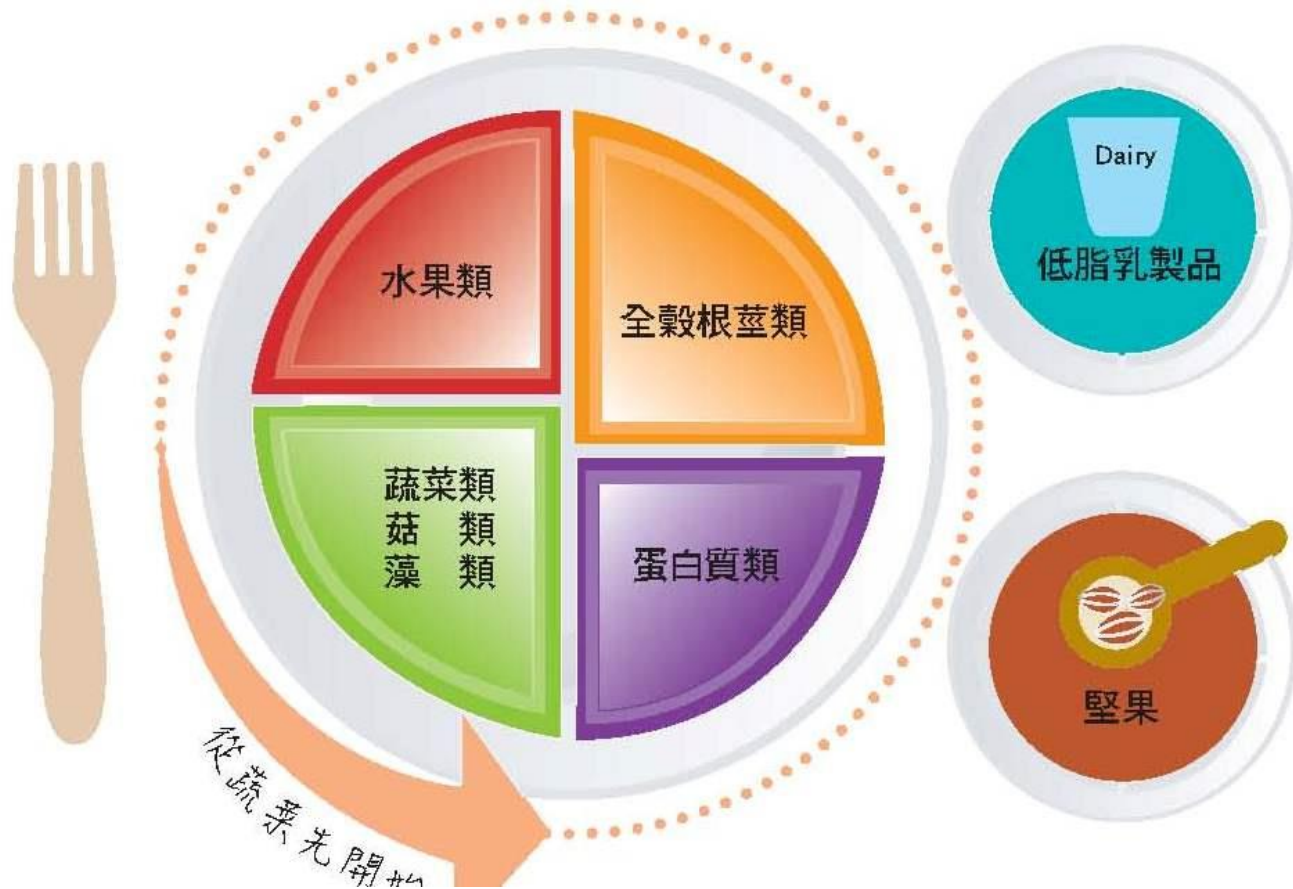 水果類
全穀根莖類
蔬菜類
菇　類
藻　類
蛋白質類
Dairy
低脂乳製品
堅果
從蔬菜先開始